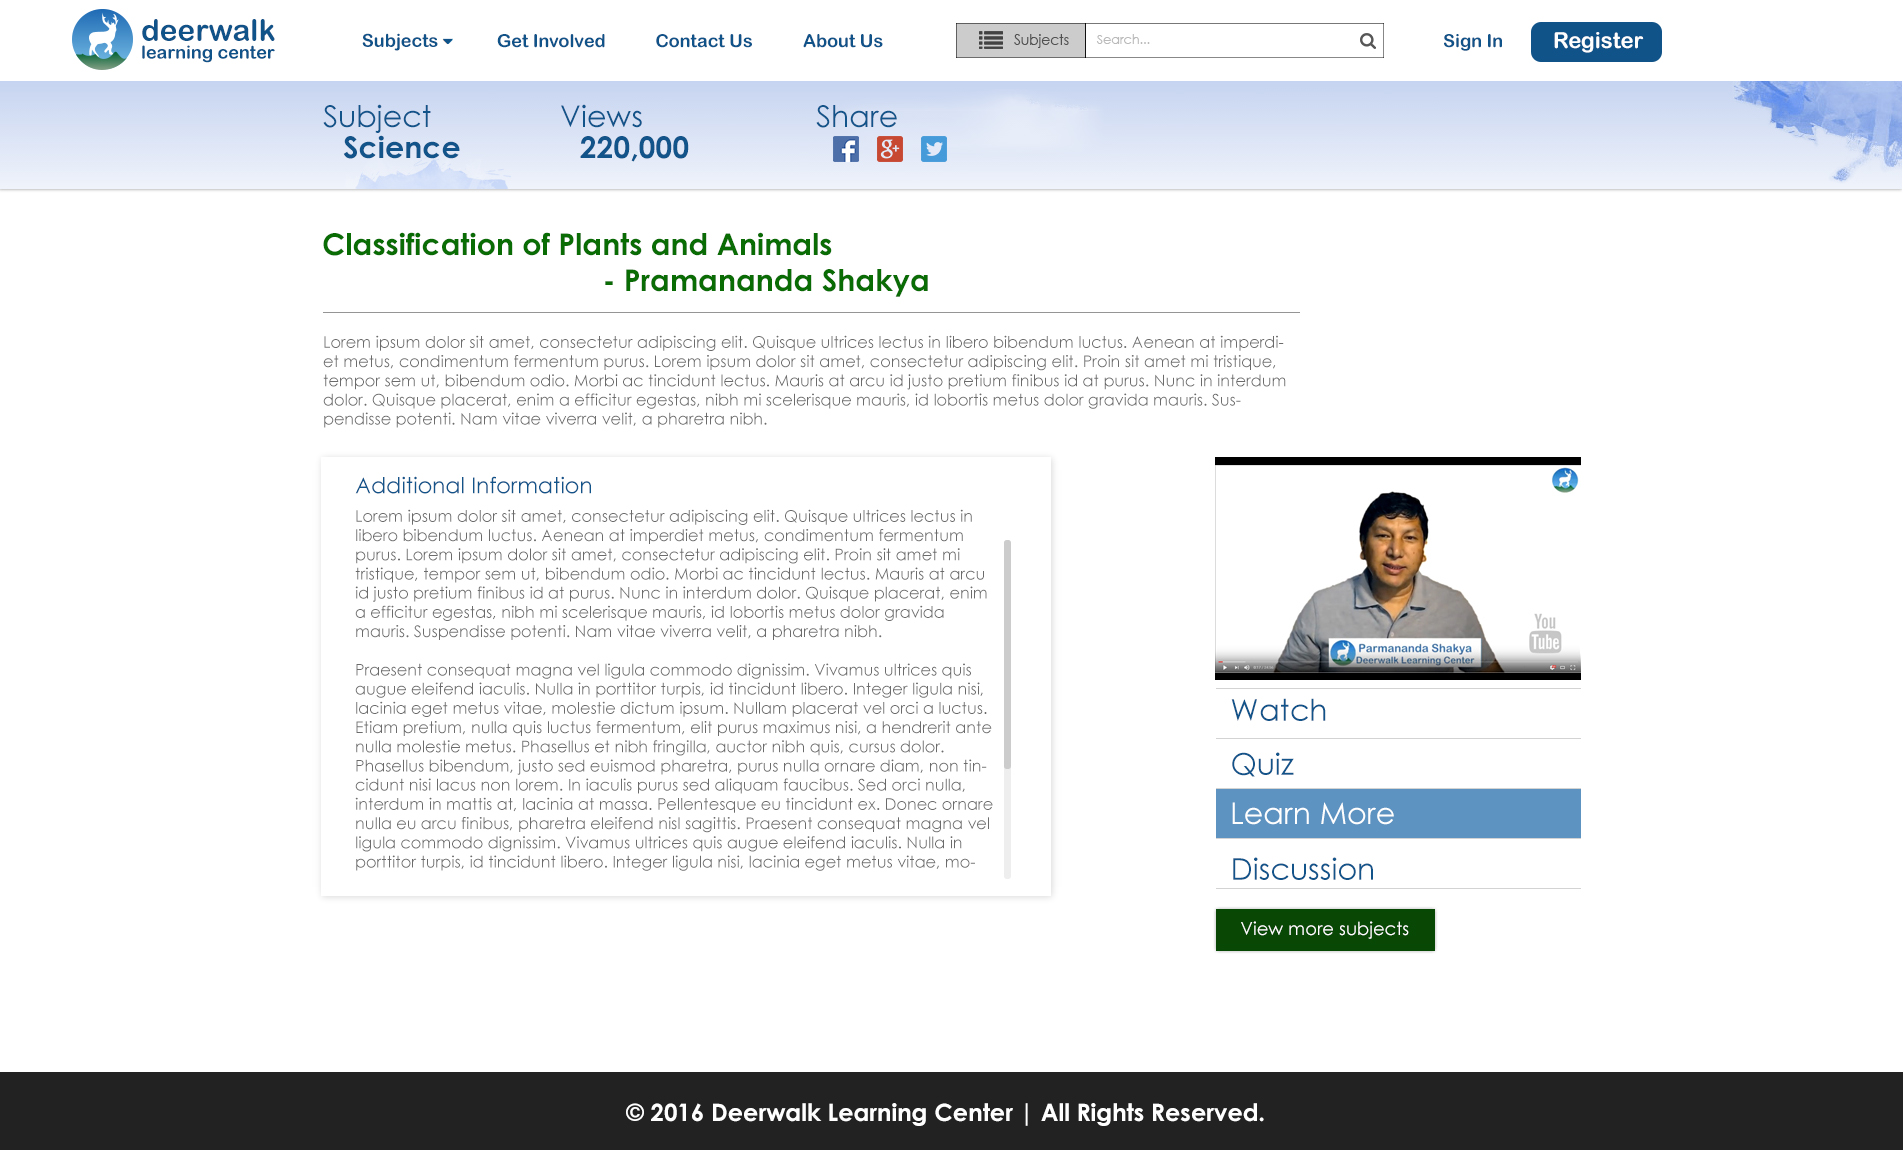 deerwalk
learning center
Subjects
Get Involved
Contact Us
About Us
Subjects
Search...
Sign In
Register
Subject
Science
Views
220,000
Share
f
g+
Classification of Plants and Animals
- Pramananda Shakya
Lorem ipsum dolor sit amet, consectetur adipiscing elit. Quisque ultrices lectus in libero bibendum luctus. Aenean at imperdi-
et metus, condimentum fermentum purus. Lorem ipsum dolor sit amet, consectetur adipiscing elit. Proin sit amet mi tristique,
tempor sem ut, bibendum odio. Morbi ac tincidunt lectus. Mauris at arcu id justo pretium finibus id at purus. Nunc in interdum
dolor. Quisque placerat, enim a efficitur egestas, nibh mi scelerisque mauris, id lobortis metus dolor gravida mauris. Sus-
pendisse potenti. Nam vitae viverra velit, a pharetra nibh.
Additional Information
Lorem ipsum dolor sit amet, consectetur adipiscing elit. Quisque ultrices lectus in
libero bibendum luctus. Aenean at imperdiet metus, condimentum fermentum
purus. Lorem ipsum dolor sit amet, consectetur adipiscing elit. Proin sit amet mi
tristique, tempor sem ut, bibendum odio. Morbi ac tincidunt lectus. Mauris at arcu
id justo pretium finibus id at purus. Nunc in interdum dolor. Quisque placerat, enim
a efficitur egestas, nibh mi scelerisque mauris, id lobortis metus dolor gravida
mauris. Suspendisse potenti. Nam vitae viverra velit, a pharetra nibh.
Praesent consequat magna vel ligula commodo dignissim. Vivamus ultrices quis
augue eleifend iaculis. Nulla in porttitor turpis, id tincidunt libero. Integer ligula nisi,
lacinia eget metus vitae, molestie dictum ipsum. Nullam placerat vel orci a luctus.
Etiam pretium, nulla quis luctus fermentum, elit purus maximus nisi, a hendrerit ante
nulla molestie metus. Phasellus et nibh fringilla, auctor nibh quis, cursus dolor.
Phasellus bibendum, justo sed euismod pharetra, purus nulla ornare diam, non tin-
cidunt nisi lacus non lorem. In iaculis purus sed aliquam faucibus. Sed orci nulla,
interdum in mattis at, lacinia at massa. Pellentesque eu tincidunt ex. Donec ornare
nulla eu arcu finibus, pharetra eleifend nisl sagittis. Praesent consequat magna vel
ligula commodo dignissim. Vivamus ultrices quis augue eleifend iaculis. Nulla in
porttitor turpis, id tincidunt libero. Integer ligula nisi, lacinia eget metus vitae, mo-
You
Tube
Parmananda Shakya
Deerwalk Learning Center
Watch
Quiz
Learn More
Discussion
View more subjects
© 2016 Deerwalk Learning Center | All Rights Reserved.